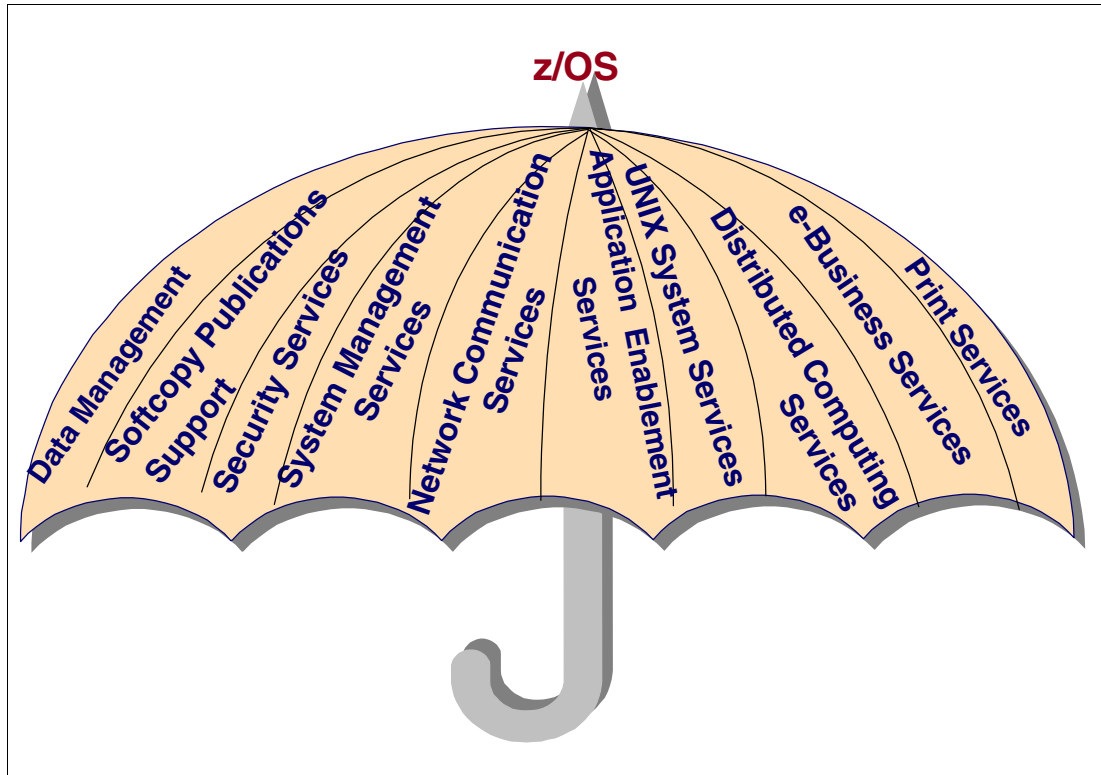 z/OS
Data Management
Softcopy Publications
Support
Security Services
System Management
Services
Network Communication
Services
Application Enablement
Services
UNIX System Services
Distributed Computing
Services
e-Business Services
Print Services